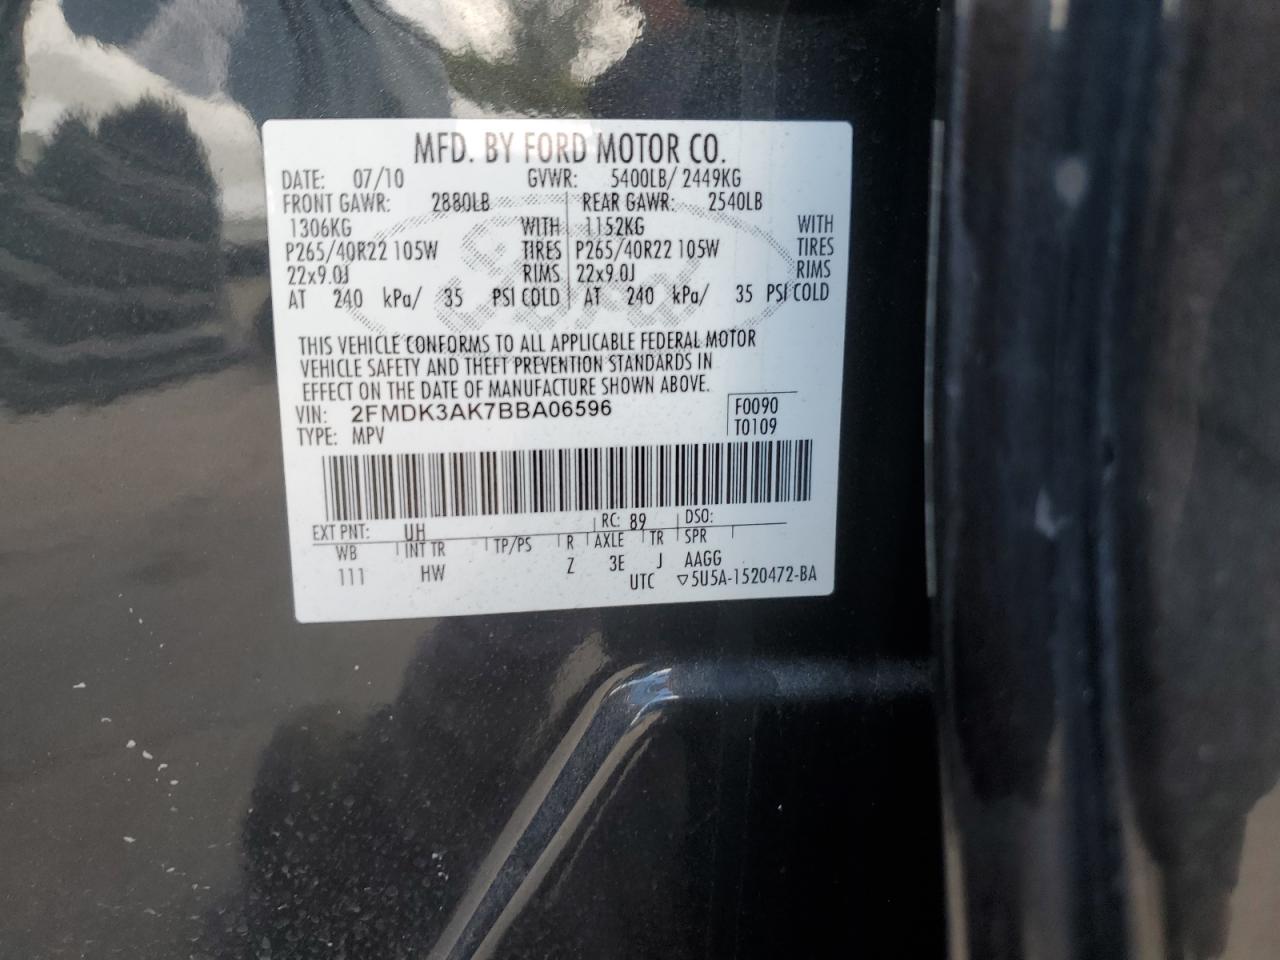 MFD. BY FORD MOTOR CO.
DATE: 07/10 GVWR: 5400LB/ 2449KG
FRONT GAWR: 2880LB REAR GAWR: 2540LB
1306KG WITH 1152KG WITH
P265/40R22 105W TIRES P265/40R22 105W TIRES
22x9.0J RIMS 22x9.0J RIMS
AT 240 kPa/ 35 PSI COLD AT 240 kPa/ 35 PSI COLD
Ford
THIS VEHICLE CONFORMS TO ALL APPLICABLE FEDERAL MOTOR
VEHICLE SAFETY AND THEFT PREVENTION STANDARDS IN
EFFECT ON THE DATE OF MANUFACTURE SHOWN ABOVE.
VIN: 2FMDK3AK7BBA06596 F0090
TYPE: MPV T0109
EXT PNT: UH RC: 89 DSO:
WB INT TR TP/PS R AXLE TR SPR
111 HW Z 3E J AAGG
UTC ▽5U5A-1520472-BA